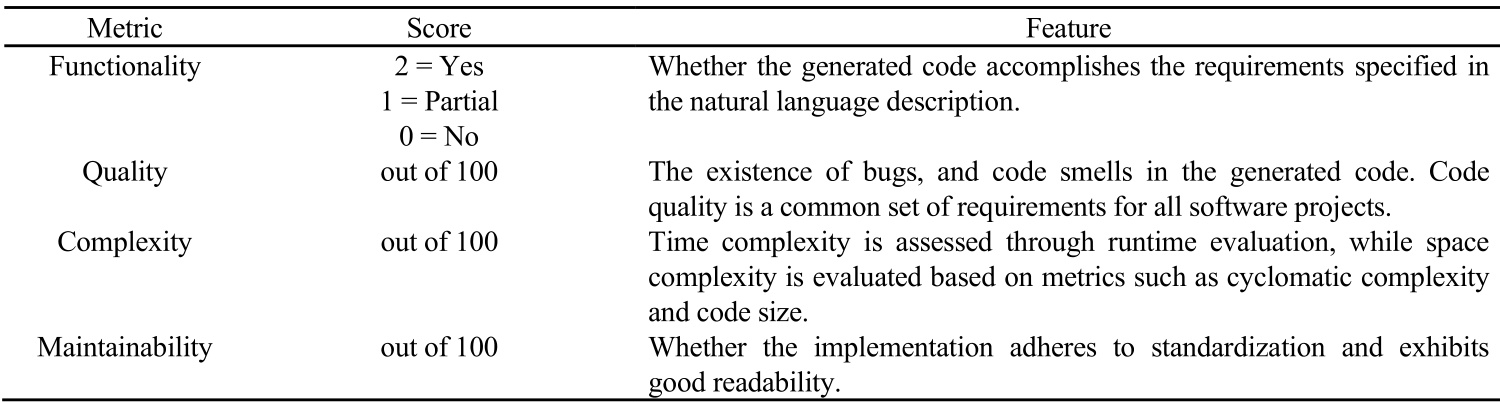 Metric Score Feature
Functionality 2 = Yes Whether the generated code accomplishes the requirements specified in
1 = Partial the natural language description.
0 = No
Quality out of 100 The existence of bugs, and code smells in the generated code. Code
quality is a common set of requirements for all software projects.
Complexity out of 100 Time complexity is assessed through runtime evaluation, while space
complexity is evaluated based on metrics such as cyclomatic complexity
and code size.
Maintainability out of 100 Whether the implementation adheres to standardization and exhibits
good readability.